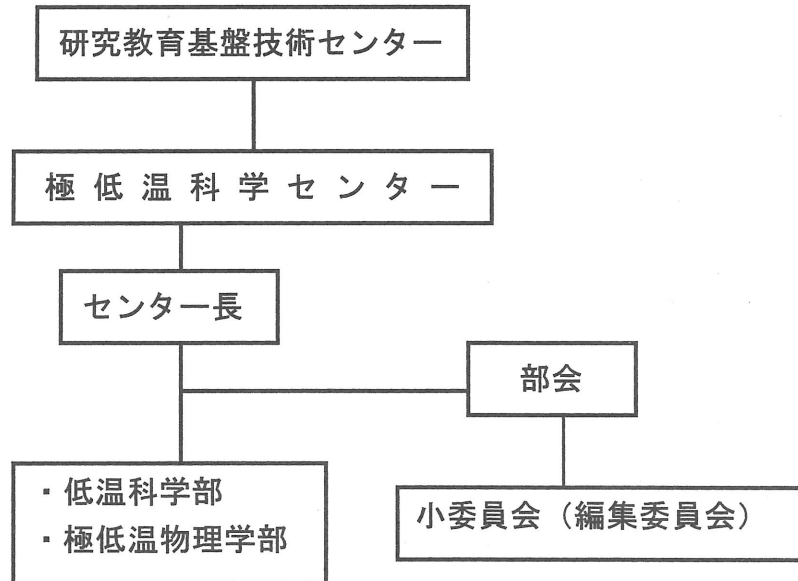 研究教育基盤技術センター
極低温科学センター
センター長
部会
・低温科学部
・極低温物理学部
小委員会（編集委員会）